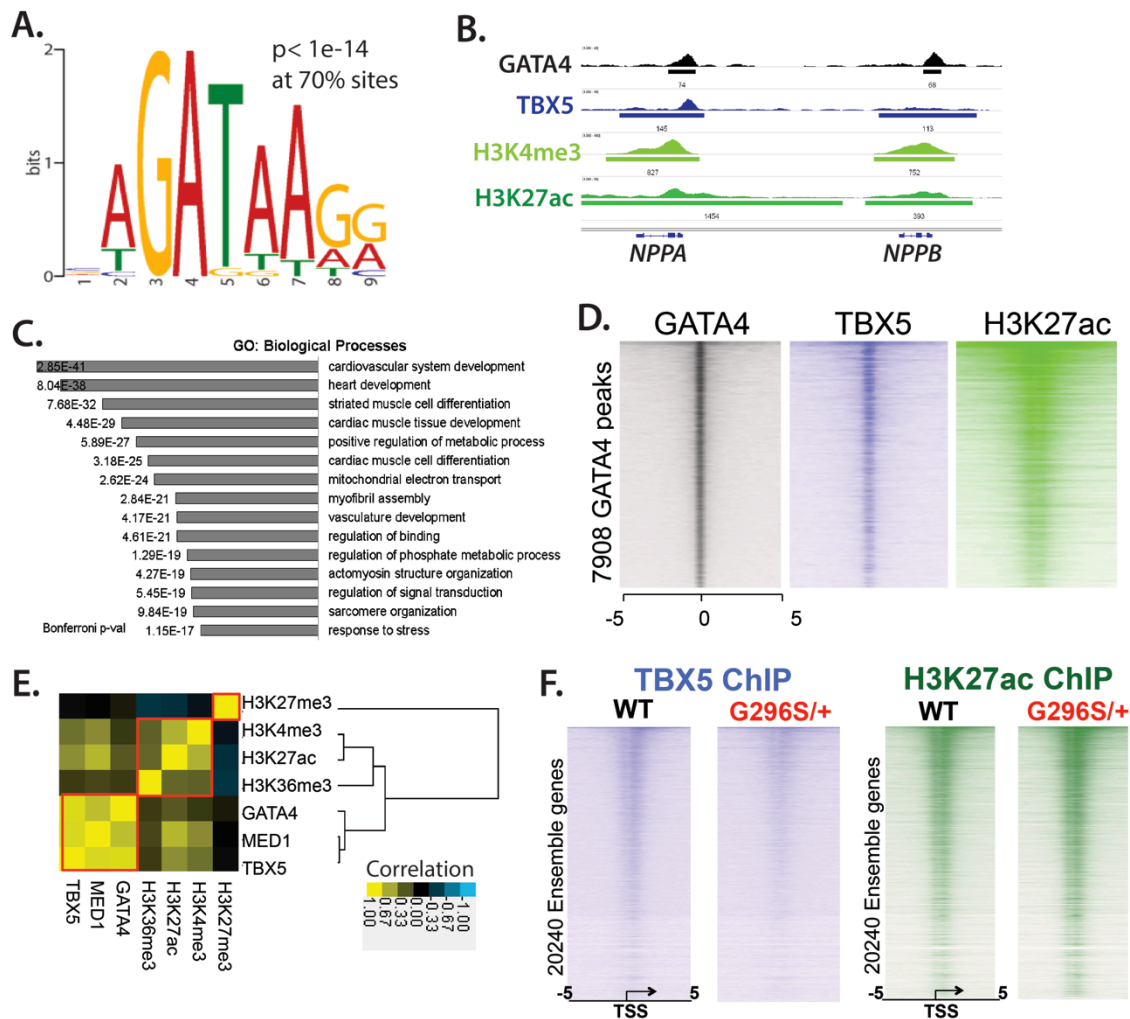 A.
p< 1e-14
at 70% sites
bits
2
1
0
1 2 3 4 5 6 7 8 9
B.
GATA4
74
68
TBX5
145
113
H3K4me3
827
752
H3K27ac
1454
393
NPPA
NPPB
C.
GO: Biological Processes
2.85E-41 cardiovascular system development
8.04E-38 heart development
7.68E-32 striated muscle cell differentiation
4.48E-29 cardiac muscle tissue development
5.89E-27 positive regulation of metabolic process
3.18E-25 cardiac muscle cell differentiation
2.62E-24 mitochondrial electron transport
2.84E-21 myofibril assembly
4.17E-21 vasculature development
4.61E-21 regulation of binding
1.29E-19 regulation of phosphate metabolic process
4.27E-19 actomyosin structure organization
5.45E-19 regulation of signal transduction
9.84E-19 sarcomere organization
Bonferroni p-val 1.15E-17 response to stress
D.
GATA4 TBX5 H3K27ac
7908 GATA4 peaks
-5 0 5
E.
H3K27me3
H3K4me3
H3K27ac
H3K36me3
GATA4
MED1
TBX5
TBX5 MED1 GATA4 H3K36me3 H3K27ac H3K4me3 H3K27me3
Correlation
1.00 0.67 0.33 0.00 -0.33 -0.67 -1.00
F.
TBX5 ChIP
WT G296S/+
20240 Ensemble genes
-5 5
TSS
H3K27ac ChIP
WT G296S/+
20240 Ensemble genes
-5 5
TSS